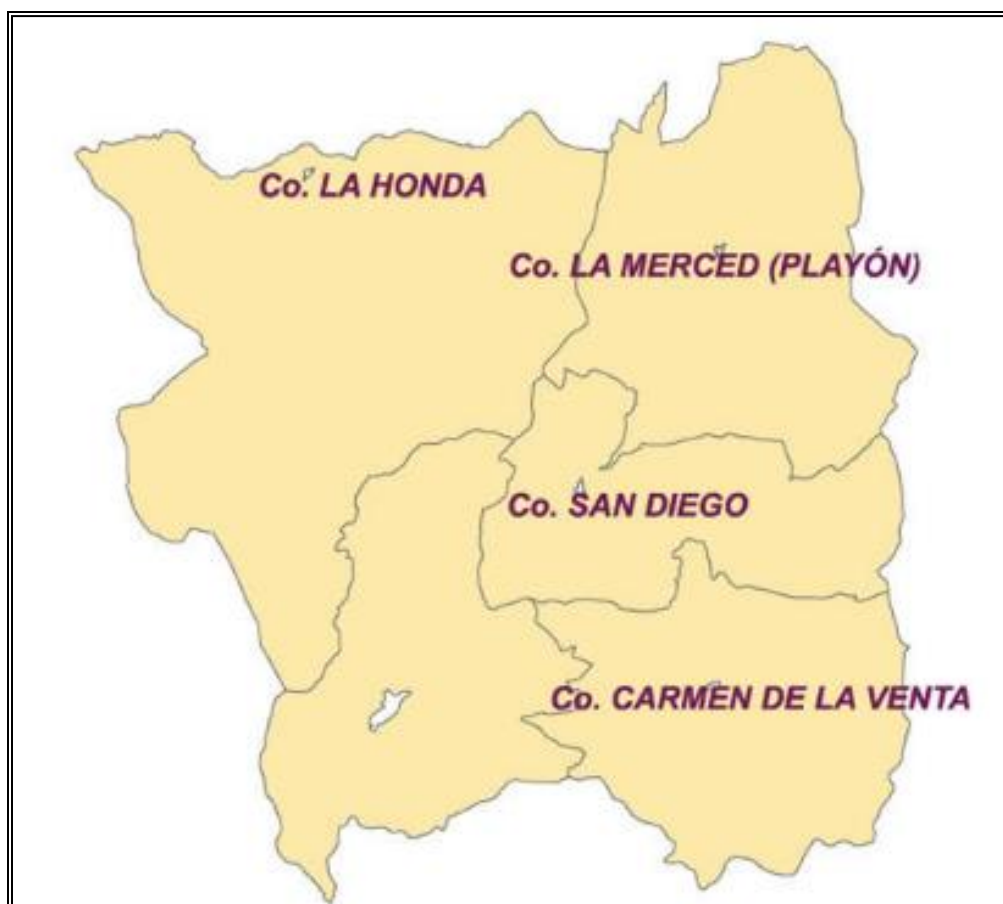 Co. LA HONDA
Co. LA MERCED (PLAYÓN)
Co. SAN DIEGO
Co. CARMEN DE LA VENTA